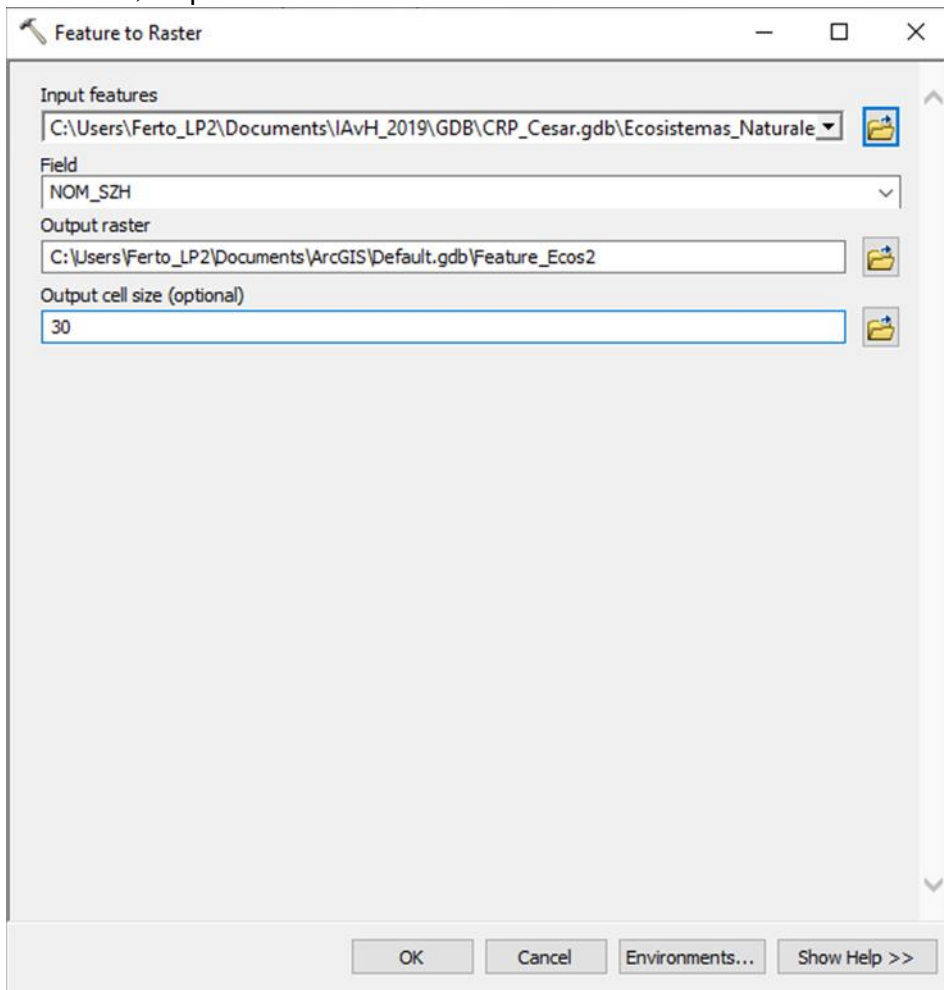 Feature to Raster
Input features
C:\Users\Ferto_LP2\Documents\IAvH_2019\GDB\CRP_Cesar.gdb\Ecosistemas_Naturale
Field
NOM_SZH
Output raster
C:\Users\Ferto_LP2\Documents\ArcGIS\Default.gdb\Feature_Ecos2
Output cell size (optional)
30
OK Cancel Environments... Show Help >>